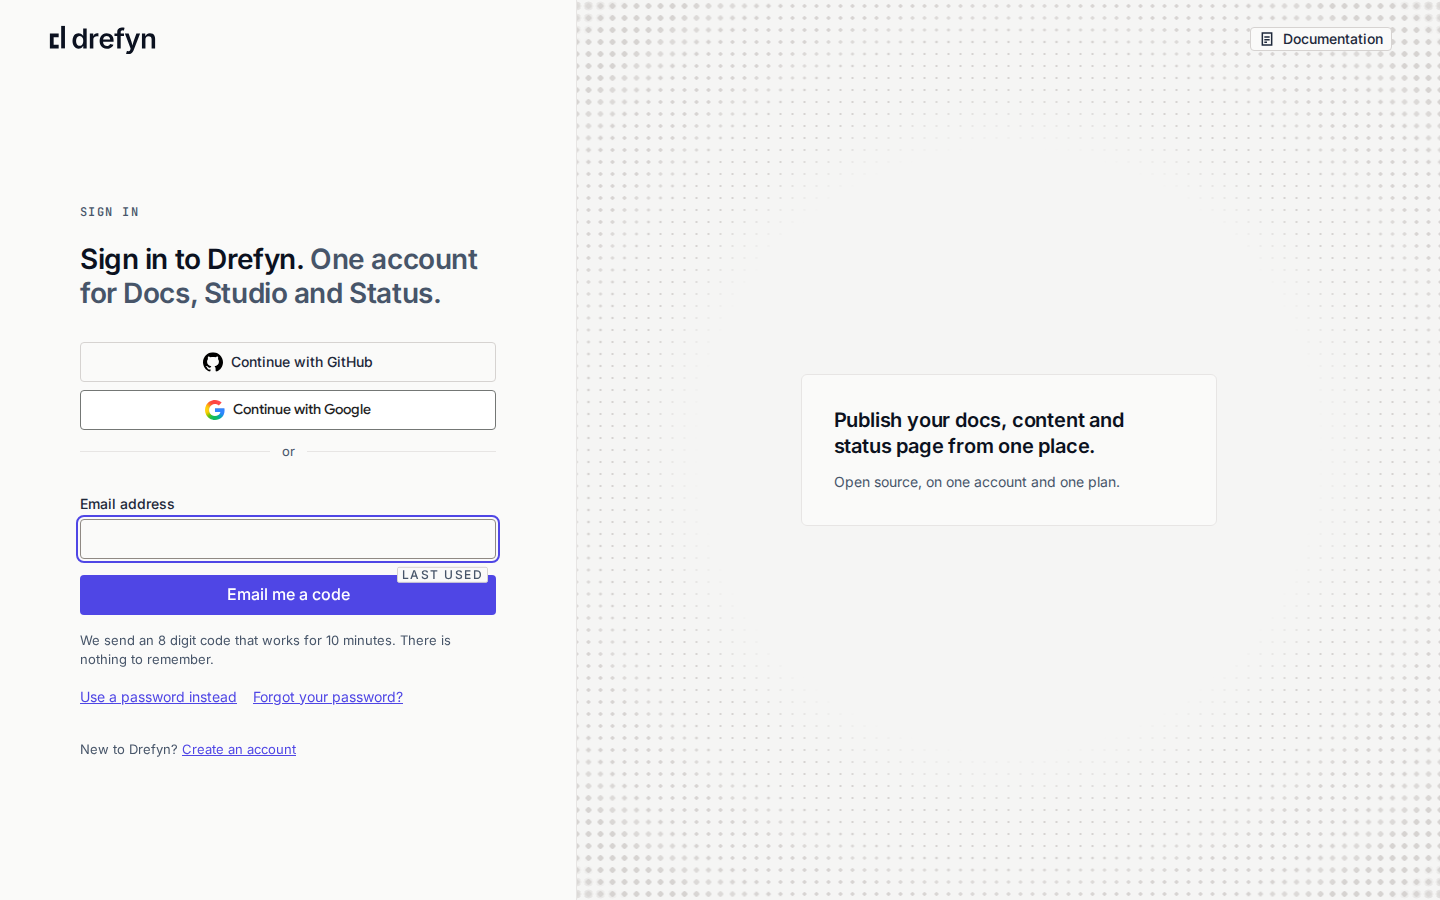 drefyn
Documentation
SIGN IN
Sign in to Drefyn. One account
for Docs, Studio and Status.
Continue with GitHub
Continue with Google
or
Email address
LAST USED
Email me a code
We send an 8 digit code that works for 10 minutes. There is
nothing to remember.
Use a password instead Forgot your password?
New to Drefyn? Create an account
Publish your docs, content and
status page from one place.
Open source, on one account and one plan.